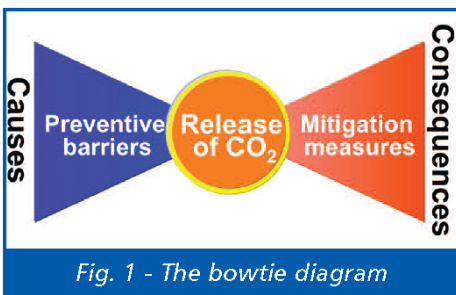 Causes
Preventive
barriers
Release
of CO₂
Mitigation
measures
Consequences
Fig. 1 - The bowtie diagram